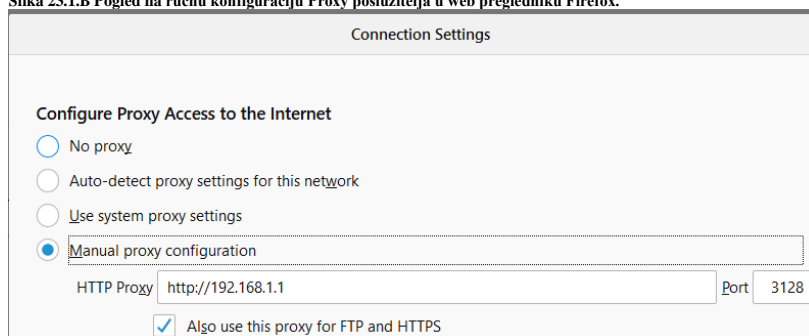 Slika 25.1.B Pogled na ručnu konfiguraciju Proxy poslužitelja u web pregledniku Firefox.
Connection Settings
Configure Proxy Access to the Internet
No proxy
Auto-detect proxy settings for this network
Use system proxy settings
Manual proxy configuration
HTTP Proxy http://192.168.1.1 Port 3128
Also use this proxy for FTP and HTTPS